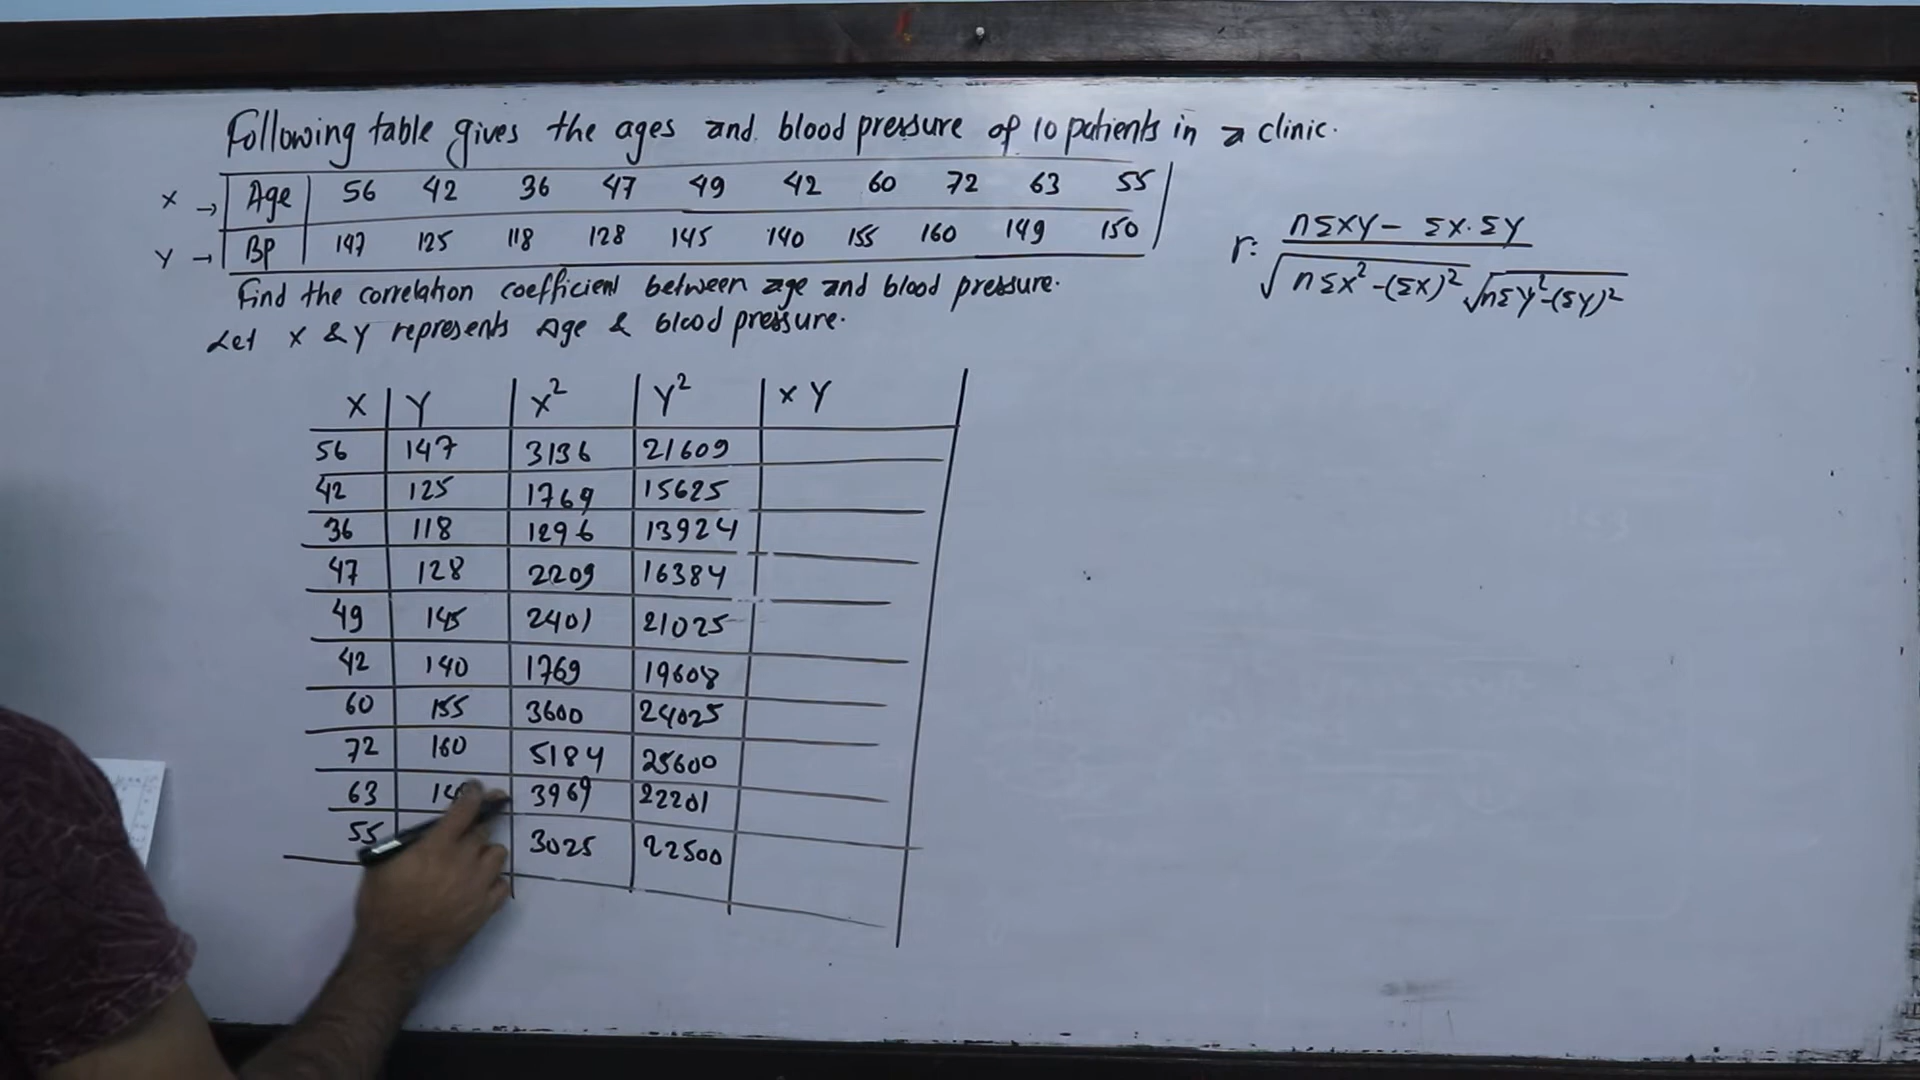 Following table gives the ages and blood pressure of 10 patients in a clinic.
X → Age 56 42 36 47 49 42 60 72 63 55
Y → BP 147 125 118 128 145 140 155 160 149 150
Find the correlation coefficient between age and blood pressure.
Let X & Y represents Age & blood pressure.
r: nΣXY - ΣX.ΣY
√nΣX²-(ΣX)² √nΣY²-(ΣY)²
X Y X² Y² XY
56 147 3136 21609
42 125 1769 15625
36 118 1296 13924
47 128 2209 16384
49 145 2401 21025
42 140 1769 19608
60 155 3600 24025
72 160 5184 25600
63 3969 22201
55 3025 22500